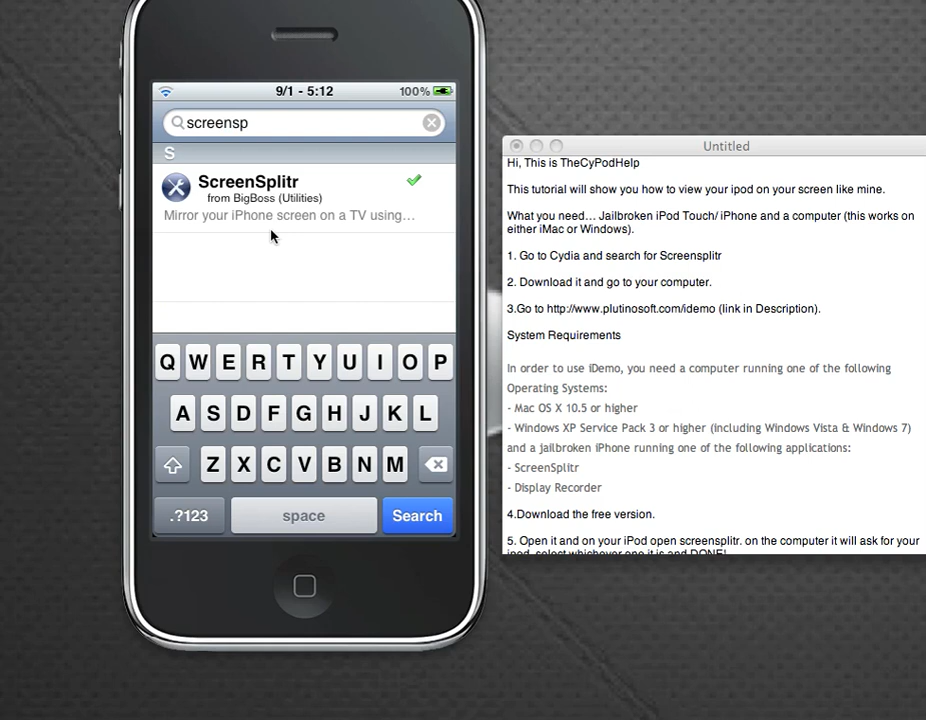 9/1 - 5:12
100%
screensp
S
ScreenSplitr
from BigBoss (Utilities)
Mirror your iPhone screen on a TV using...
Q W E R T Y U I O P
A S D F G H J K L
Z X C V B N M
.?123
space
Search
Untitled
Hi, This is TheCyPodHelp
This tutorial will show you how to view your ipod on your screen like mine.
What you need... Jailbroken iPod Touch/ iPhone and a computer (this works on
either iMac or Windows).
1. Go to Cydia and search for Screensplitr
2. Download it and go to your computer.
3.Go to http://www.plutinosoft.com/idemo (link in Description).
System Requirements
In order to use iDemo, you need a computer running one of the following
Operating Systems:
- Mac OS X 10.5 or higher
- Windows XP Service Pack 3 or higher (including Windows Vista & Windows 7)
and a jailbroken iPhone running one of the following applications:
- ScreenSplitr
- Display Recorder
4.Download the free version.
5. Open it and on your iPod open screensplitr. on the computer it will ask for your
ipod, select whichever one it is and DONE!